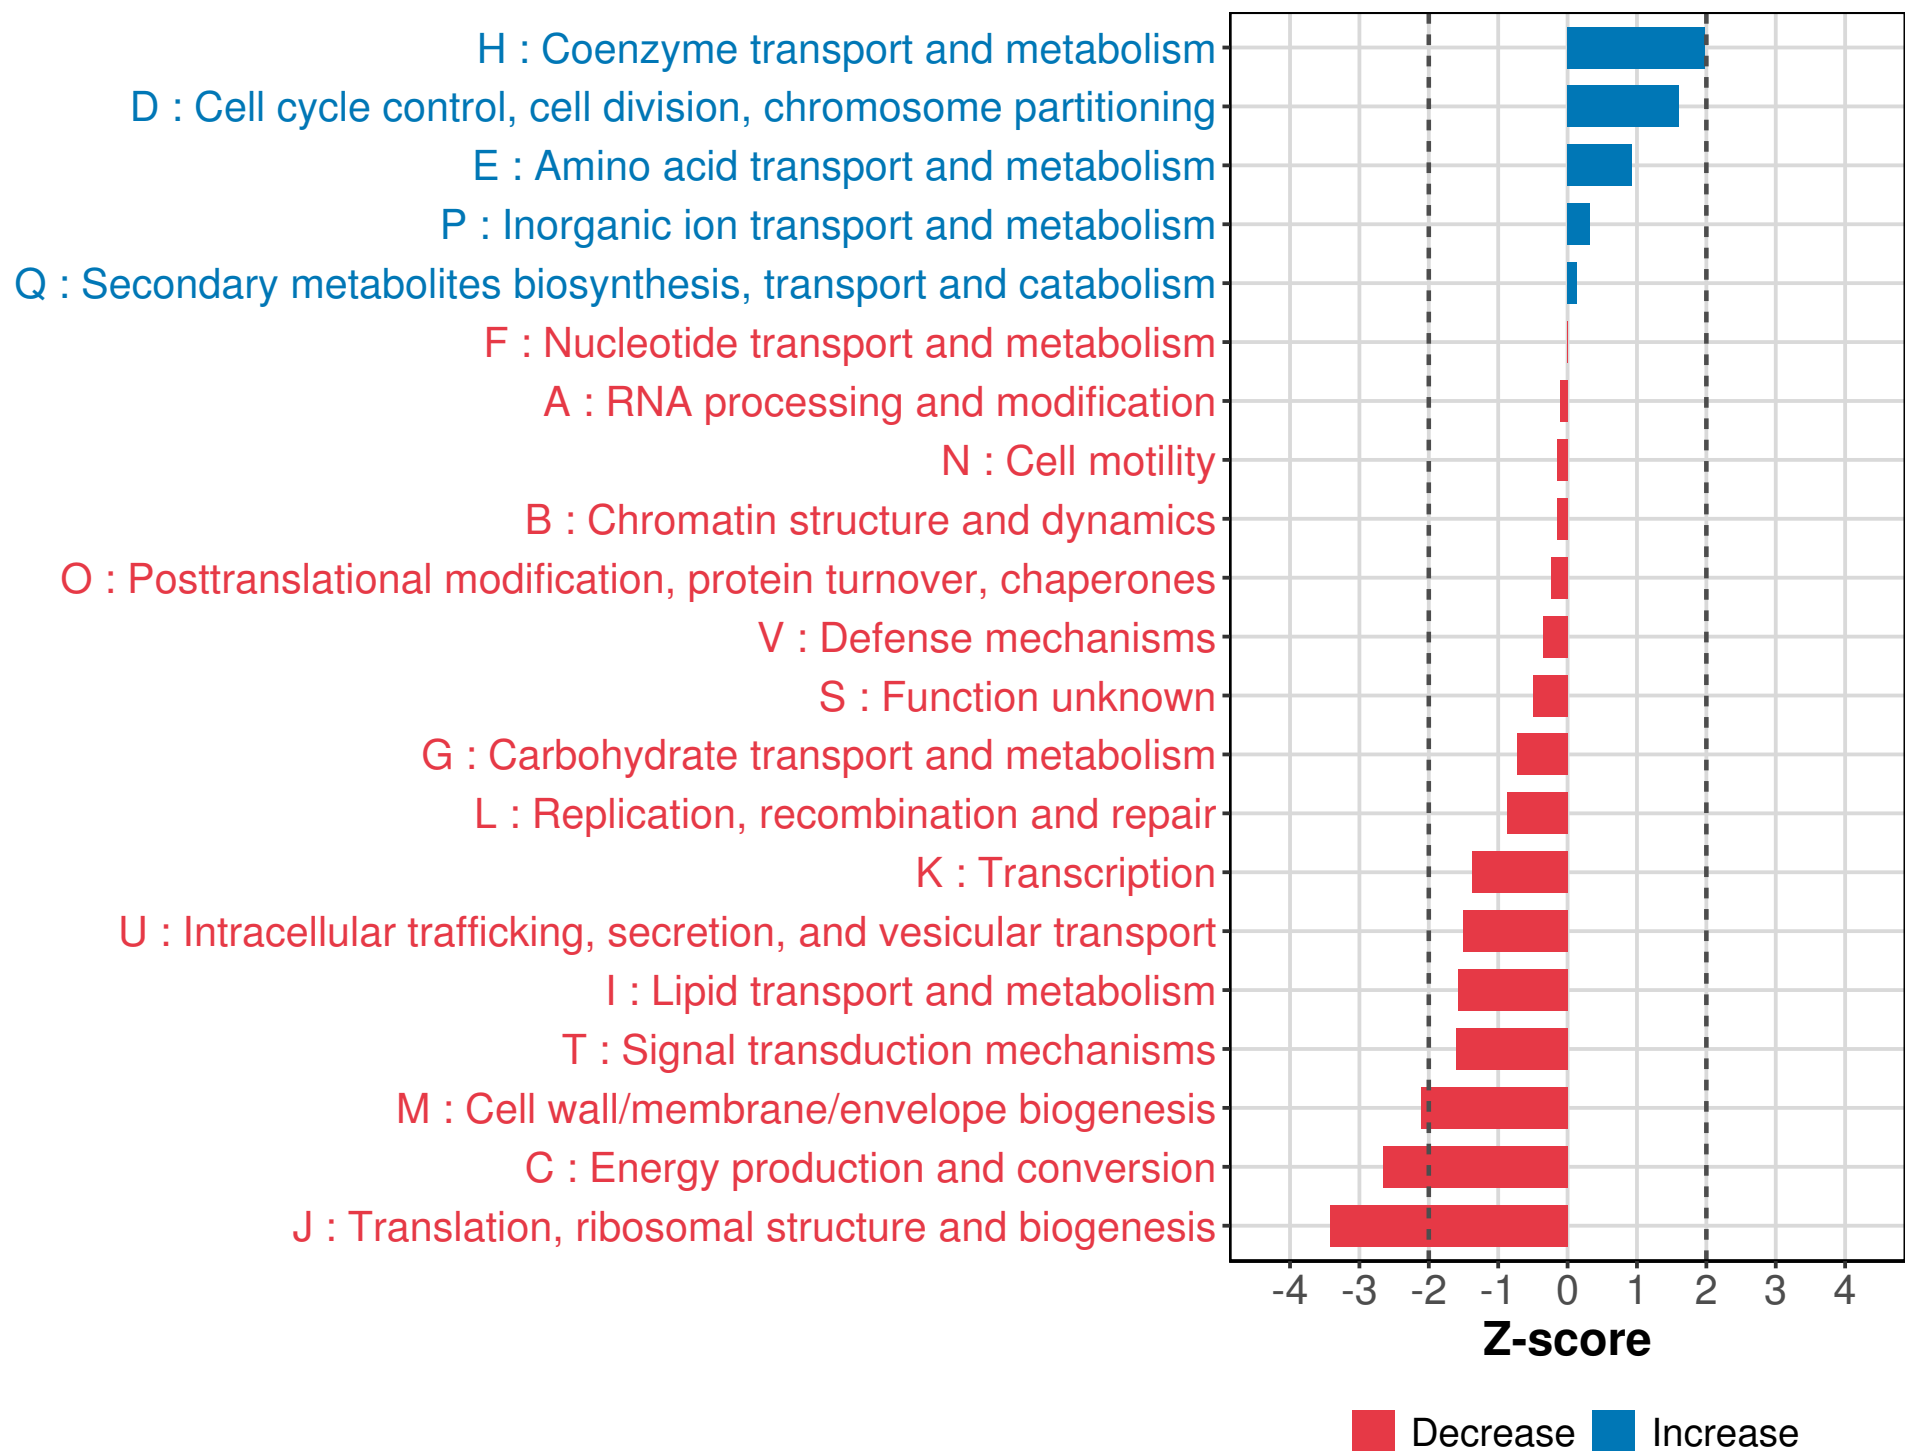 H : Coenzyme transport and metabolism
D : Cell cycle control, cell division, chromosome partitioning
E : Amino acid transport and metabolism
P : Inorganic ion transport and metabolism
Q : Secondary metabolites biosynthesis, transport and catabolism
F : Nucleotide transport and metabolism
A : RNA processing and modification
N : Cell motility
B : Chromatin structure and dynamics
O : Posttranslational modification, protein turnover, chaperones
V : Defense mechanisms
S : Function unknown
G : Carbohydrate transport and metabolism
L : Replication, recombination and repair
K : Transcription
U : Intracellular trafficking, secretion, and vesicular transport
I : Lipid transport and metabolism
T : Signal transduction mechanisms
M : Cell wall/membrane/envelope biogenesis
C : Energy production and conversion
J : Translation, ribosomal structure and biogenesis
-4 -3 -2 -1 0 1 2 3 4
Z-score
Decrease Increase